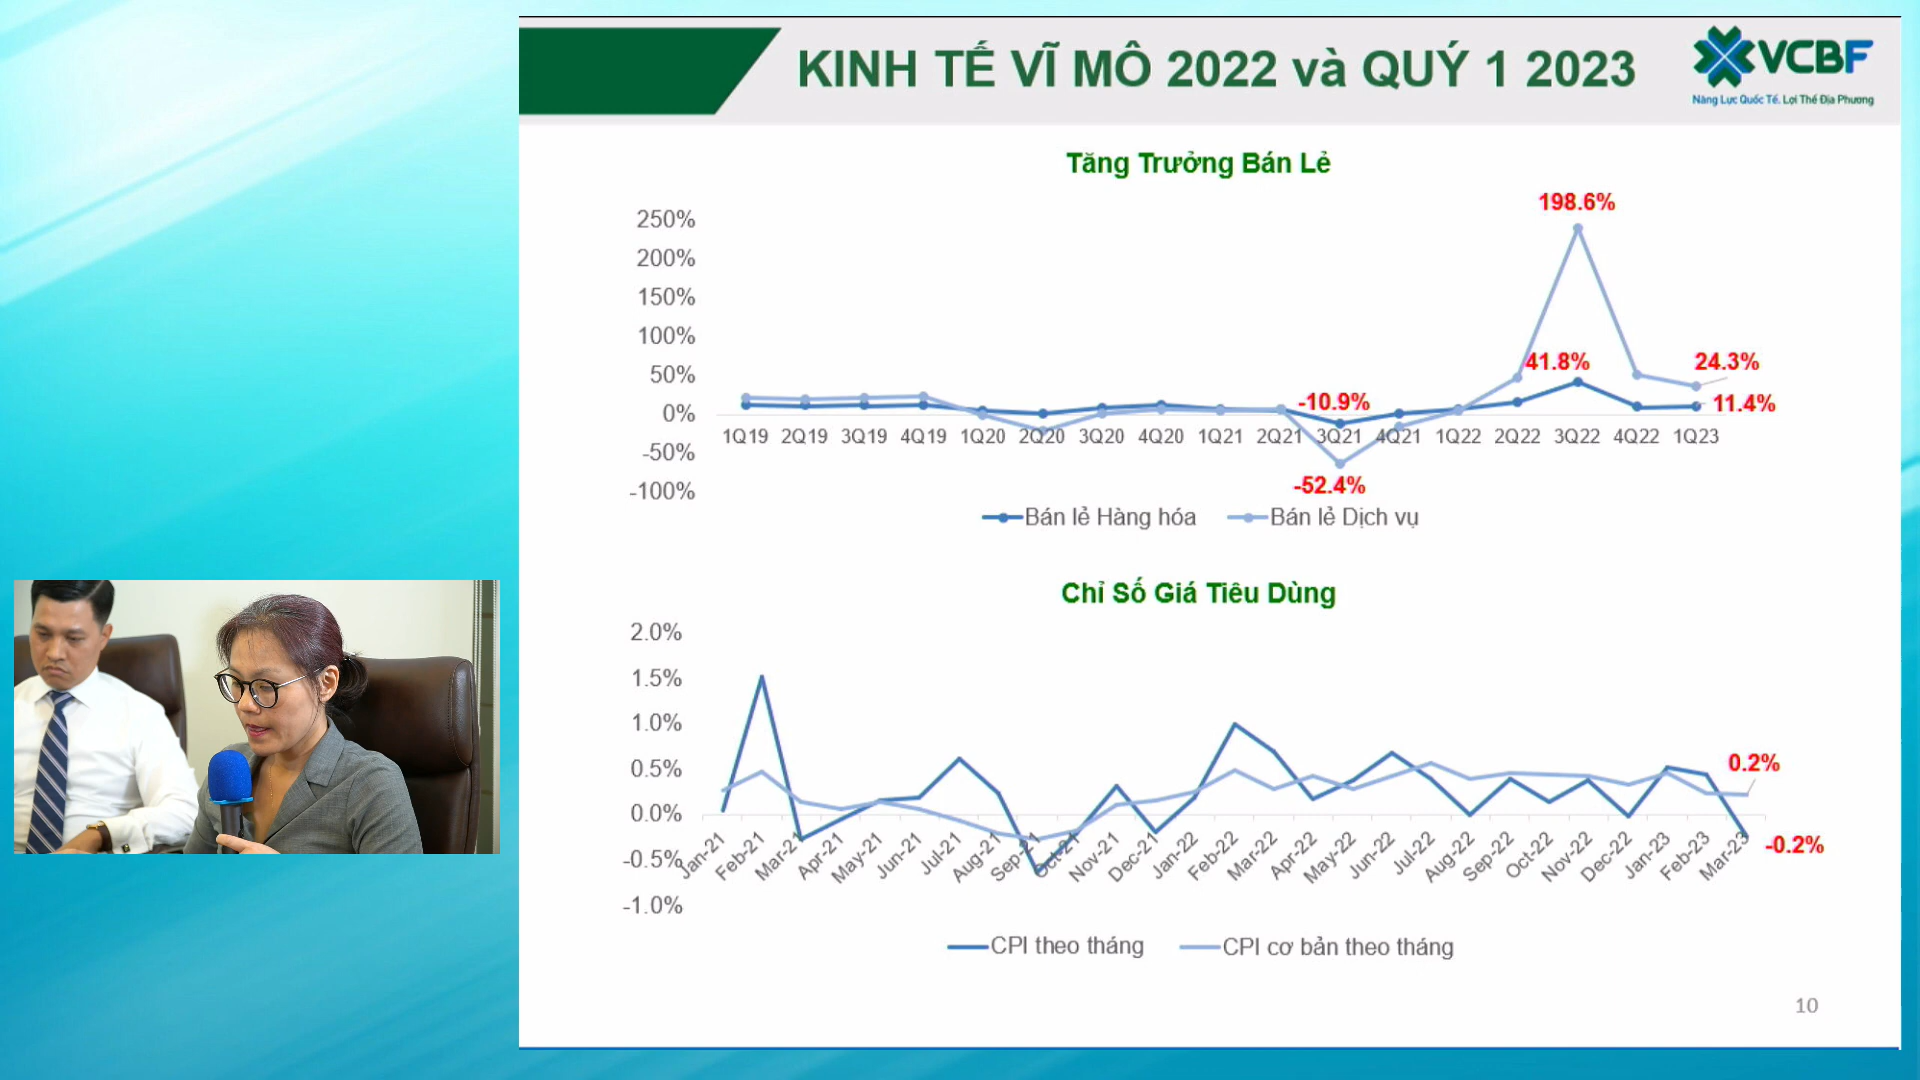 KINH TẾ VĨ MÔ 2022 và QUÝ 1 2023
VCBF
Năng Lực Quốc Tế. Lợi Thế Địa Phương
Tăng Trưởng Bán Lẻ
250%
200%
150%
100%
50%
0%
-50%
-100%
198.6%
41.8%
24.3%
11.4%
-10.9%
-52.4%
1Q19 2Q19 3Q19 4Q19 1Q20 2Q20 3Q20 4Q20 1Q21 2Q21 3Q21 4Q21 1Q22 2Q22 3Q22 4Q22 1Q23
Bán lẻ Hàng hóa Bán lẻ Dịch vụ
Chỉ Số Giá Tiêu Dùng
2.0%
1.5%
1.0%
0.5%
0.0%
-0.5%
-1.0%
0.2%
-0.2%
Jan-21 Feb-21 Mar-21 Apr-21 May-21 Jun-21 Jul-21 Aug-21 Sep-21 Oct-21 Nov-21 Dec-21 Jan-22 Feb-22 Mar-22 Apr-22 May-22 Jun-22 Jul-22 Aug-22 Sep-22 Oct-22 Nov-22 Dec-22 Jan-23 Feb-23 Mar-23
CPI theo tháng CPI cơ bản theo tháng
10